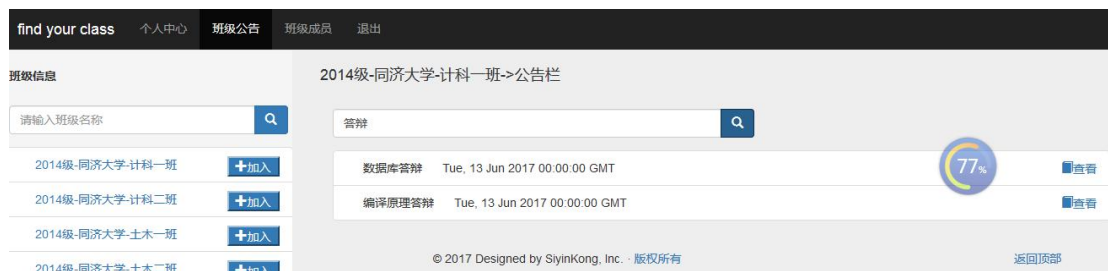 find your class 个人中心 班级公告 班级成员 退出
班级信息
请输入班级名称
2014级-同济大学-计科一班 加入
2014级-同济大学-计科二班 加入
2014级-同济大学-土木一班 加入
2014级-同济大学-土木二班 加入
2014级-同济大学-计科一班->公告栏
答辩
数据库答辩 Tue, 13 Jun 2017 00:00:00 GMT 查看
77%
编译原理答辩 Tue, 13 Jun 2017 00:00:00 GMT 查看
© 2017 Designed by SiyinKong, Inc. · 版权所有 返回顶部